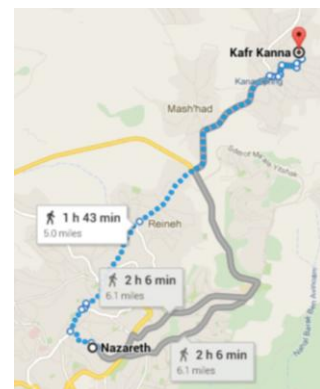 Kafr Kanna
Mash'had
1 h 43 min
5.0 miles
Reineh
2 h 6 min
6.1 miles
Nazareth
2 h 6 min
6.1 miles